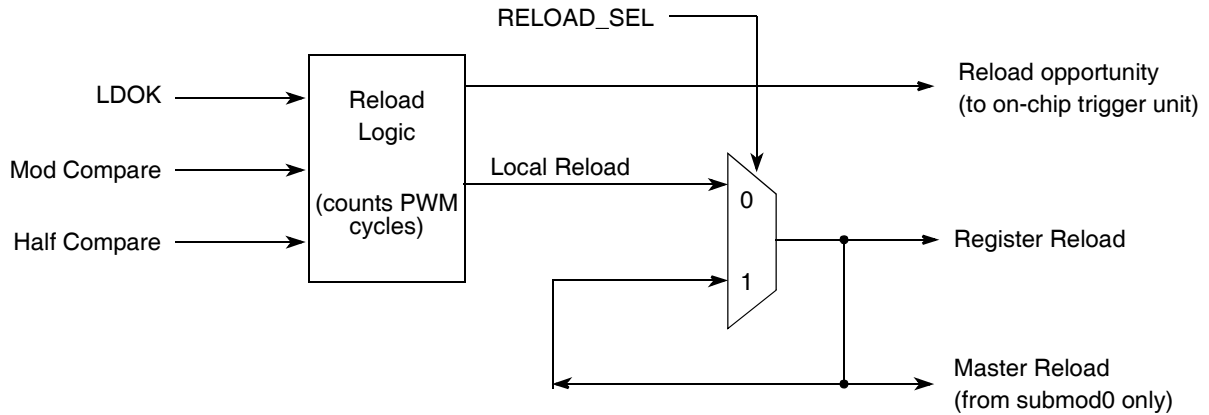 RELOAD_SEL
LDOK
Mod Compare
Half Compare
Reload
Logic
(counts PWM
cycles)
Reload opportunity
(to on-chip trigger unit)
Local Reload
0
1
Register Reload
Master Reload
(from submod0 only)